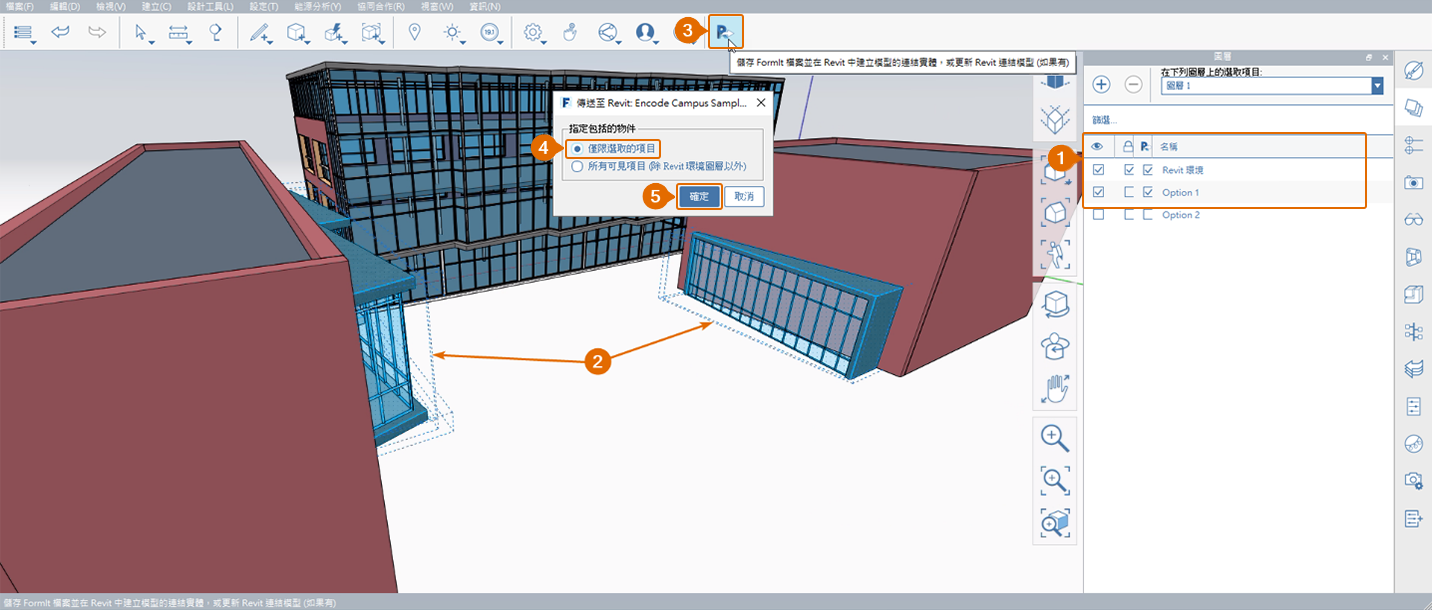 檔案(F) 編輯(D) 檢視(V) 建立(C) 設計工具(L) 設定(T) 能源分析(Y) 協同合作(R) 視窗(W) 資訊(N)
3
儲存 FormIt 檔案並在 Revit 中建立模型的連結實體，或更新 Revit 連結模型 (如果有)
圖層
在下列圖層上的選取項目:
圖層 1
篩選...
傳送至 Revit: Encode Campus Sampl...
指定包括的物件
4
僅限選取的項目
所有可見項目 (除 Revit 環境圖層以外)
5
確定
取消
1
名稱
Revit 環境
Option 1
Option 2
2
儲存 FormIt 檔案並在 Revit 中建立模型的連結實體，或更新 Revit 連結模型 (如果有)